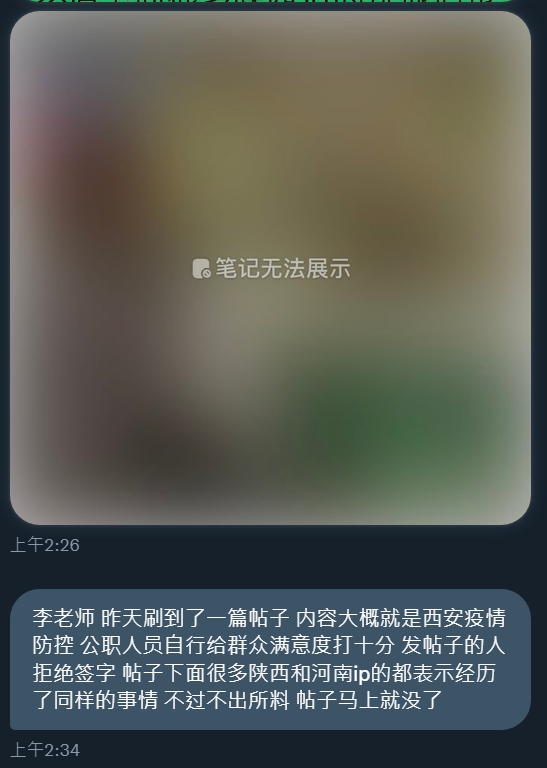 笔记无法展示
上午2:26
李老师 昨天刷到了一篇帖子 内容大概就是西安疫情
防控 公职人员自行给群众满意度打十分 发帖子的人
拒绝签字 帖子下面很多陕西和河南ip的都表示经历
了同样的事情 不过不出所料 帖子马上就没了
上午2:34